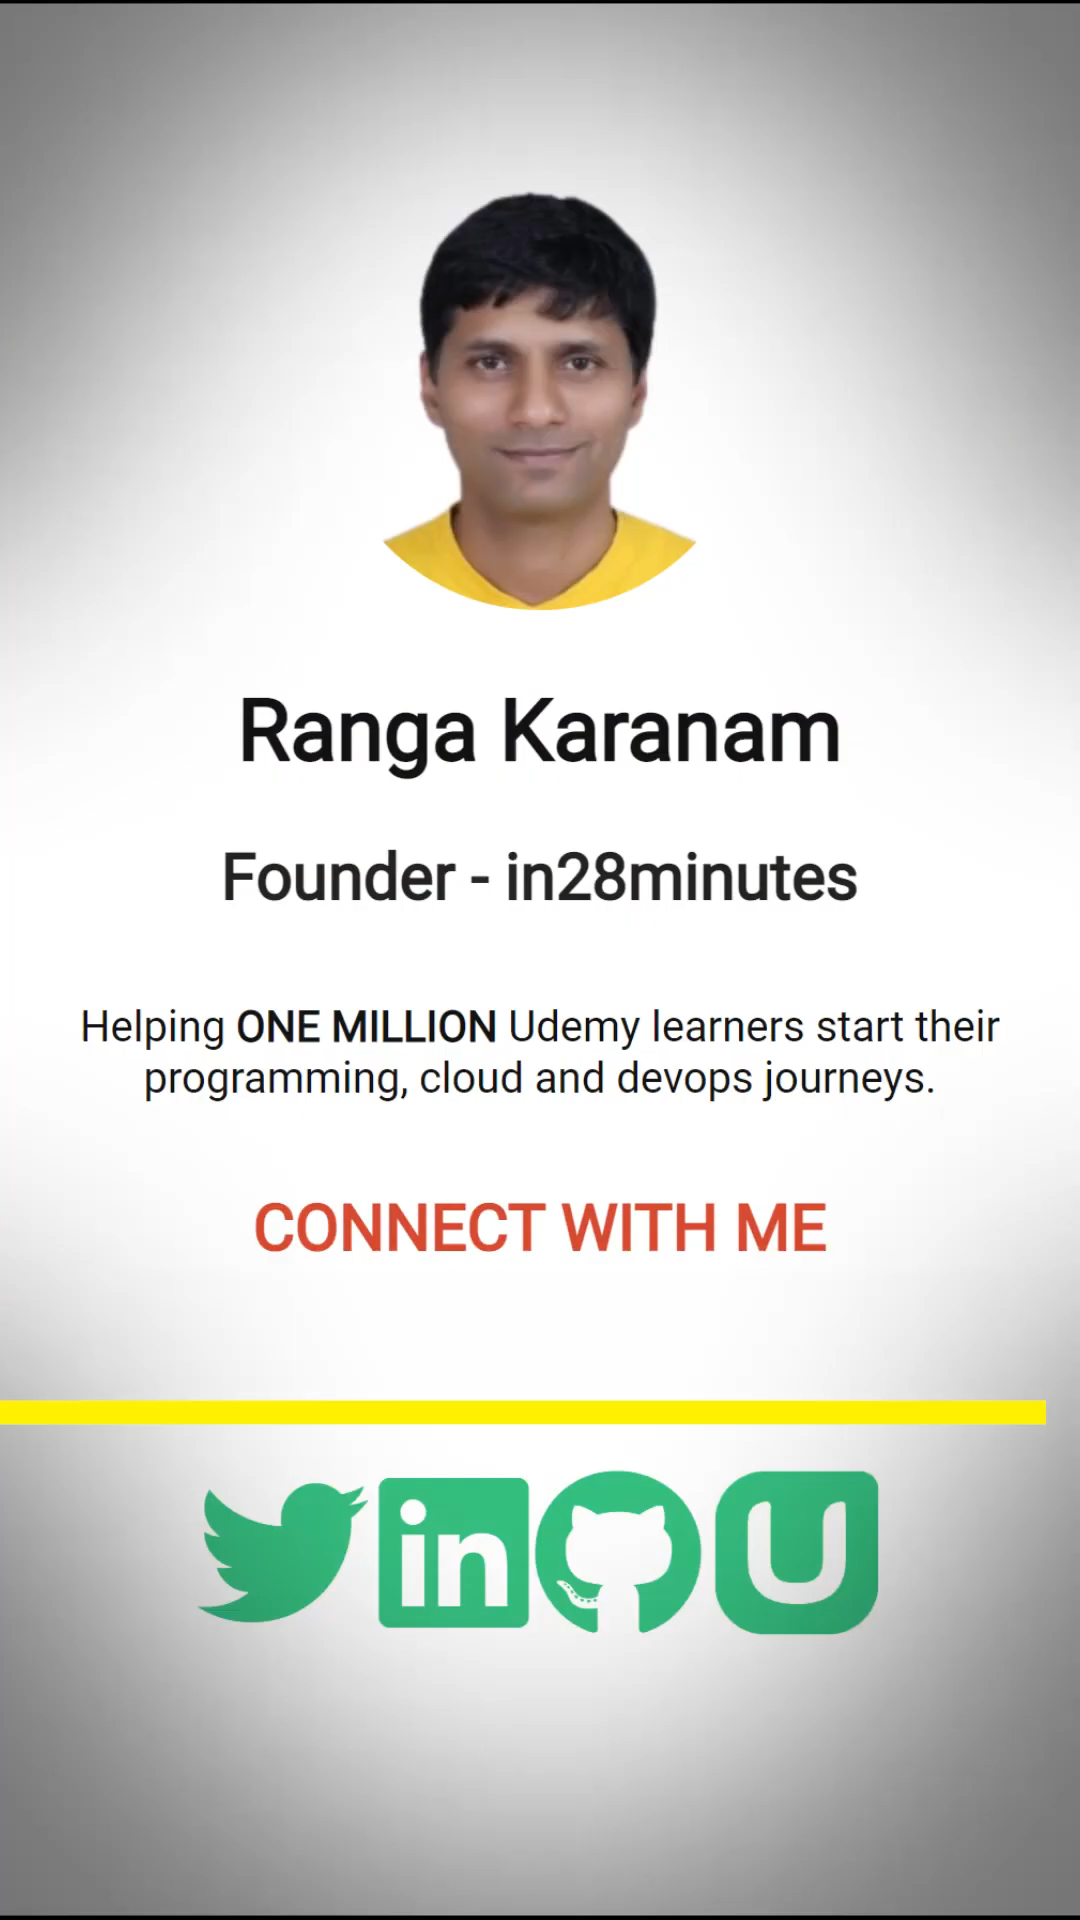 Ranga Karanam
Founder - in28minutes
Helping ONE MILLION Udemy learners start their
programming, cloud and devops journeys.
CONNECT WITH ME
in
U